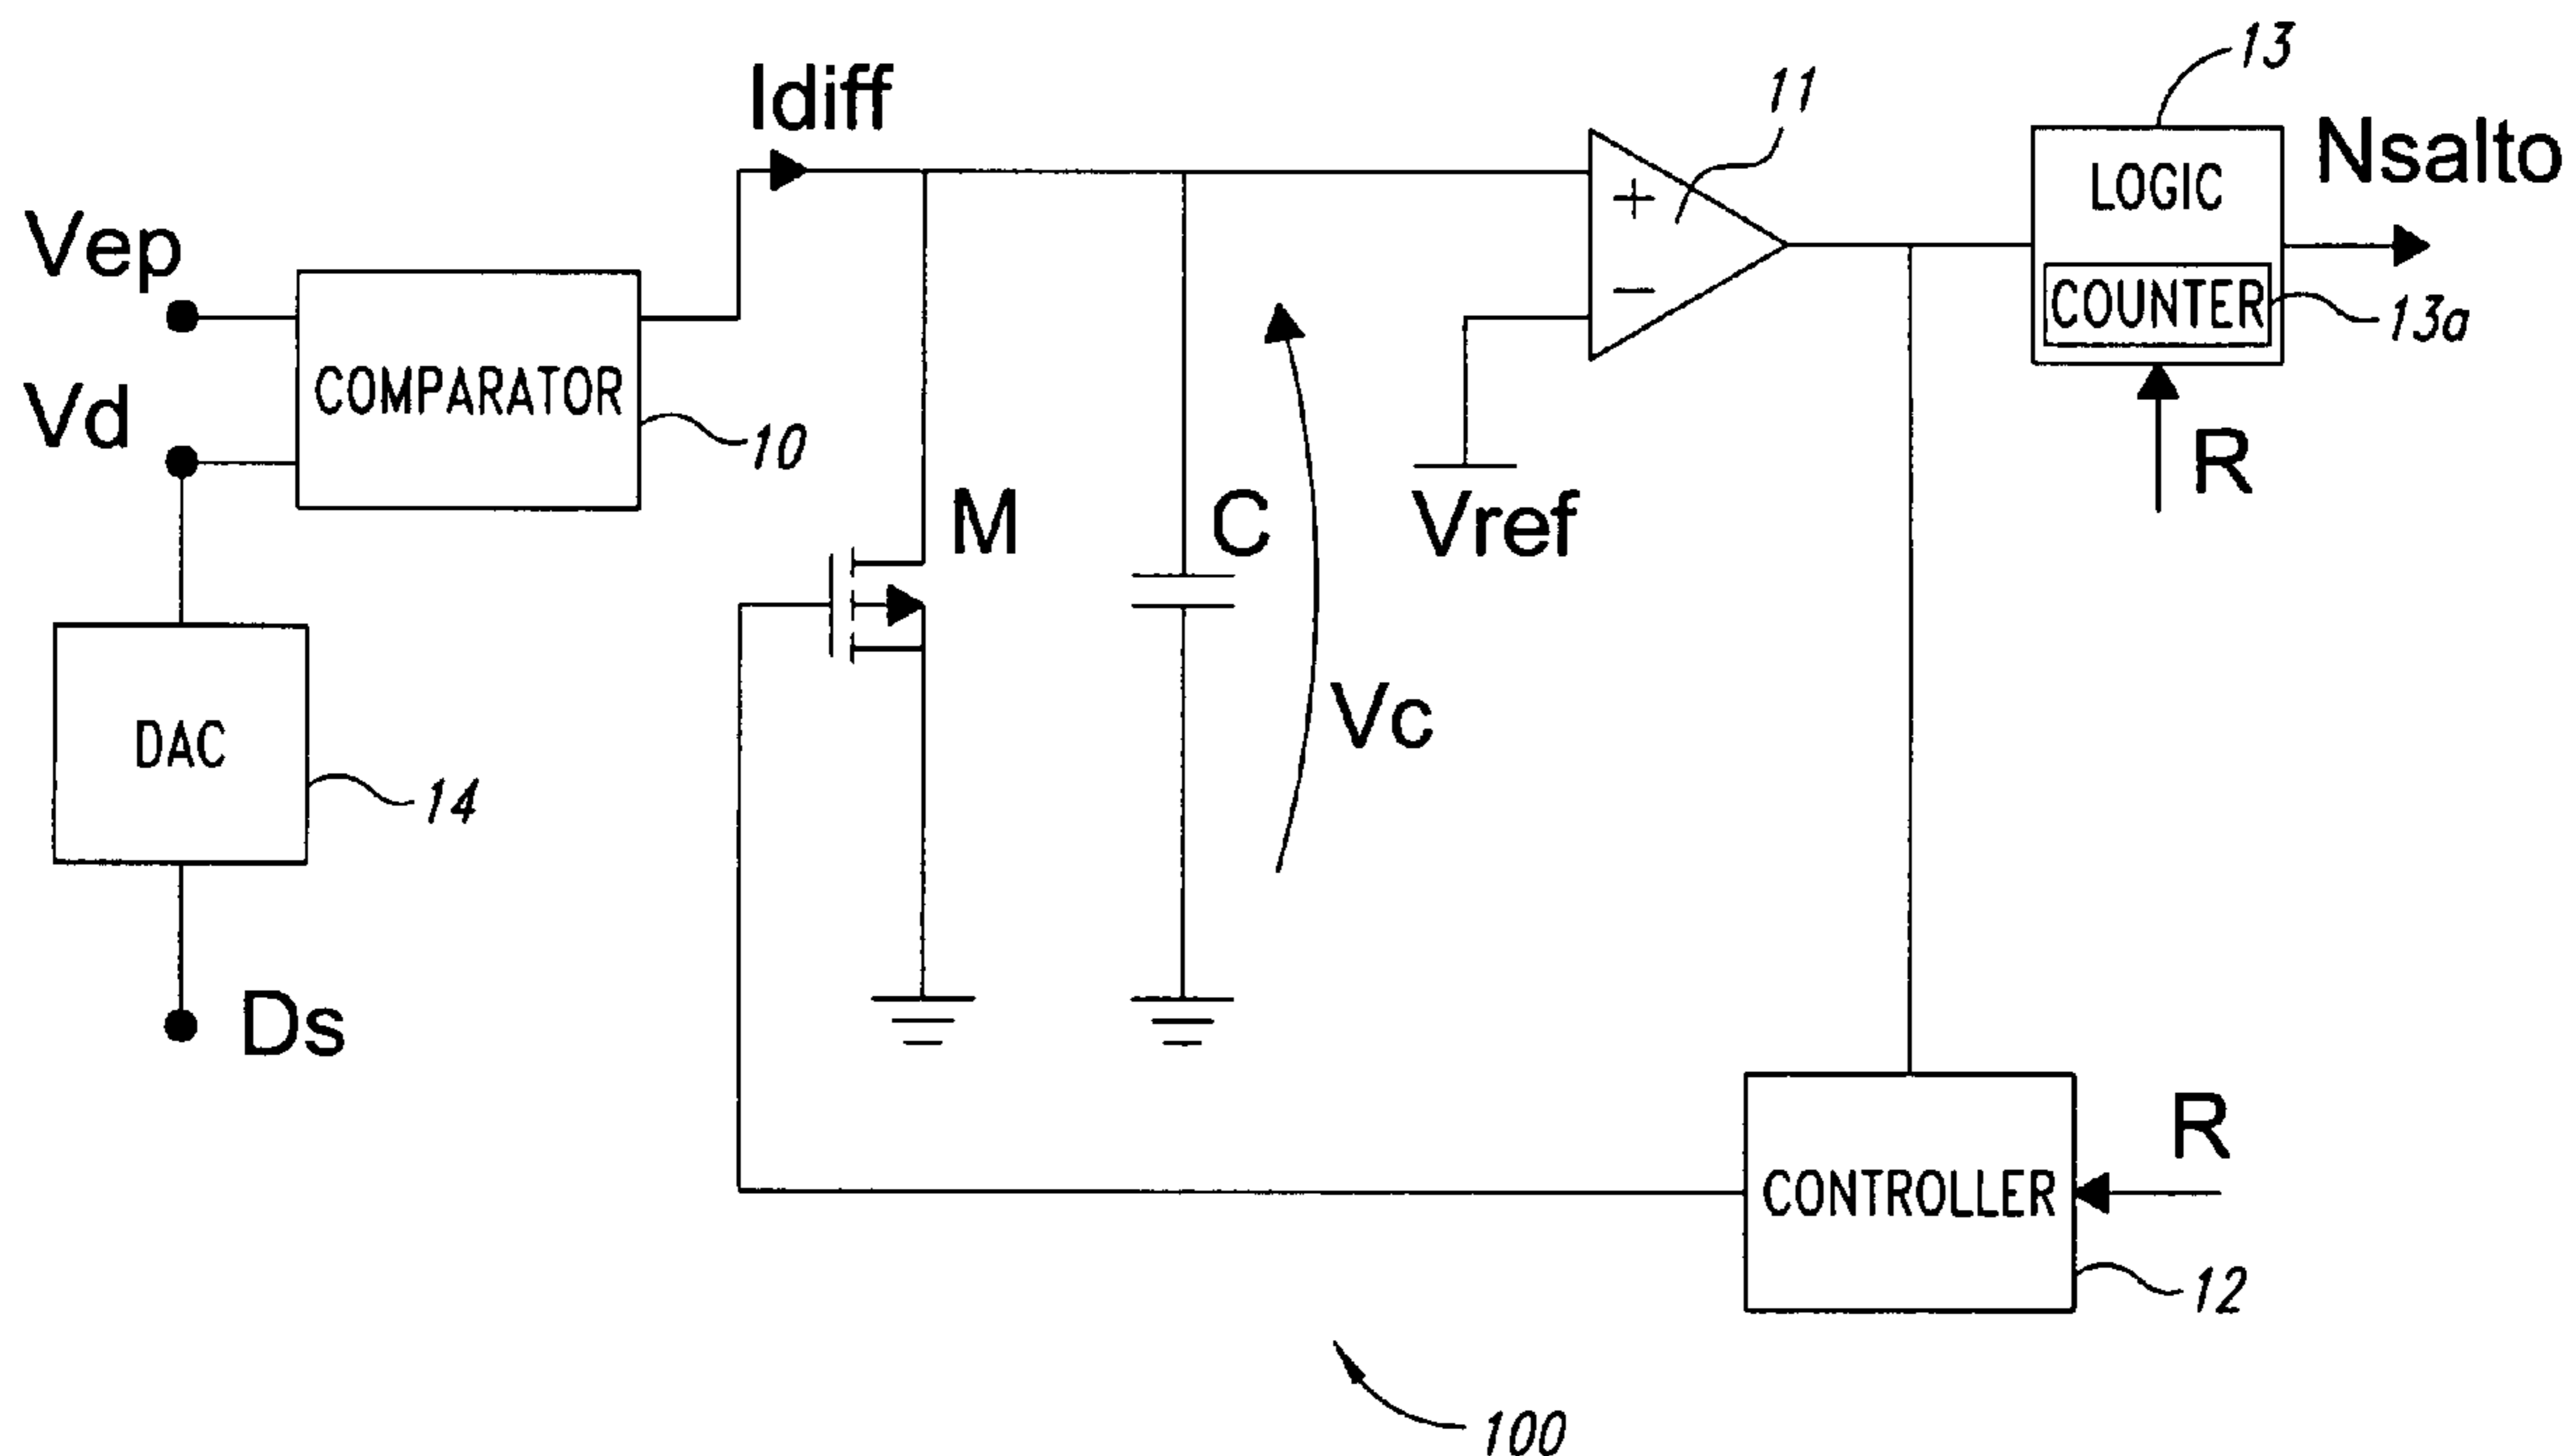 13
Idiff
11
Nsalto
LOGIC
+
Vep
COUNTER
13a
−
COMPARATOR
Vd
10
R
M
C
Vref
Vc
DAC
14
Ds
R
CONTROLLER
12
100